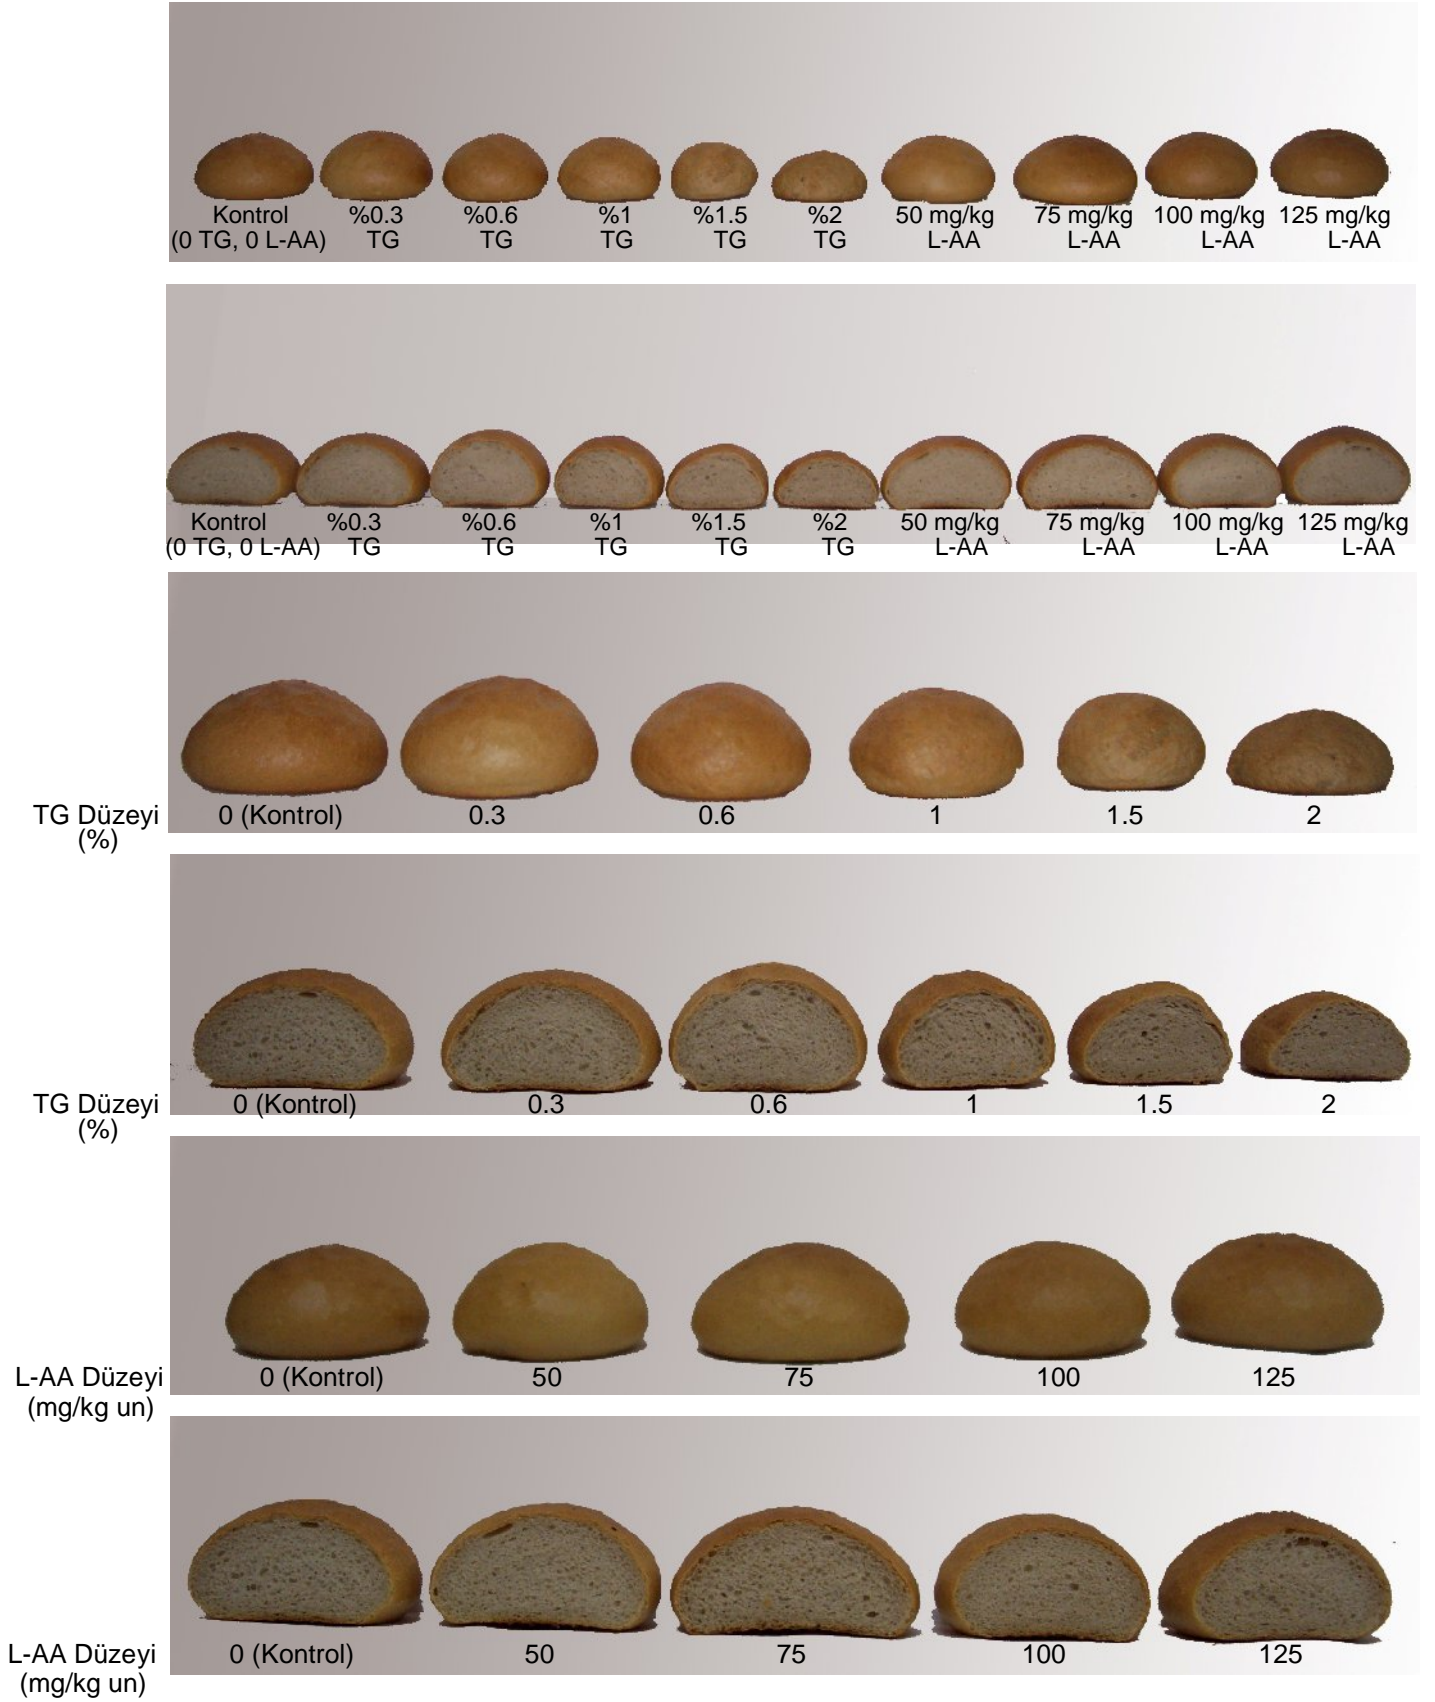 Kontrol %0.3 %0.6 %1 %1.5 %2 50 mg/kg 75 mg/kg 100 mg/kg 125 mg/kg
(0 TG, 0 L-AA) TG TG TG TG TG L-AA L-AA L-AA L-AA
Kontrol %0.3 %0.6 %1 %1.5 %2 50 mg/kg 75 mg/kg 100 mg/kg 125 mg/kg
(0 TG, 0 L-AA) TG TG TG TG TG L-AA L-AA L-AA L-AA
TG Düzeyi 0 (Kontrol) 0.3 0.6 1 1.5 2
(%)
TG Düzeyi 0 (Kontrol) 0.3 0.6 1 1.5 2
(%)
L-AA Düzeyi 0 (Kontrol) 50 75 100 125
(mg/kg un)
L-AA Düzeyi 0 (Kontrol) 50 75 100 125
(mg/kg un)